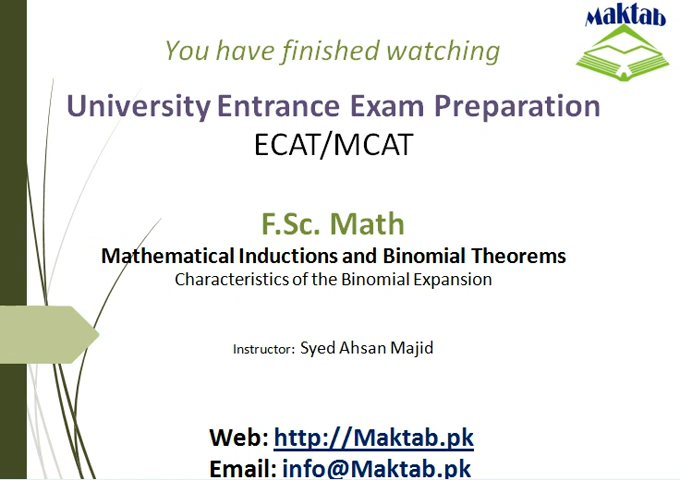 Maktab
You have finished watching
University Entrance Exam Preparation
ECAT/MCAT
F.Sc. Math
Mathematical Inductions and Binomial Theorems
Characteristics of the Binomial Expansion
Instructor: Syed Ahsan Majid
Web: http://Maktab.pk
Email: info@Maktab.pk